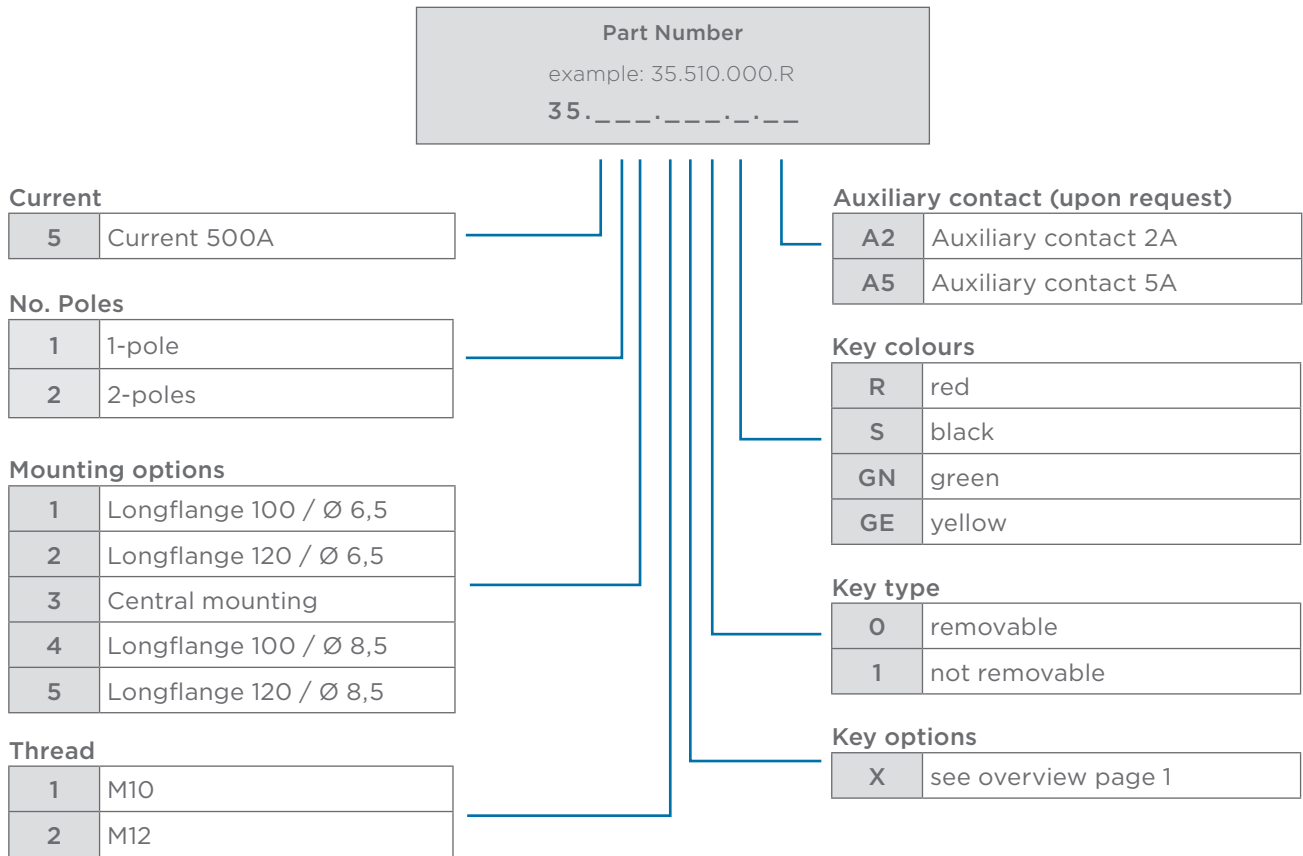 Part Number
example: 35.510.000.R
35._ _ _._ _ _._._ _
Current
5 Current 500A
No. Poles
1 1-pole
2 2-poles
Mounting options
1 Longflange 100 / Ø 6,5
2 Longflange 120 / Ø 6,5
3 Central mounting
4 Longflange 100 / Ø 8,5
5 Longflange 120 / Ø 8,5
Thread
1 M10
2 M12
Auxiliary contact (upon request)
A2 Auxiliary contact 2A
A5 Auxiliary contact 5A
Key colours
R red
S black
GN green
GE yellow
Key type
0 removable
1 not removable
Key options
X see overview page 1